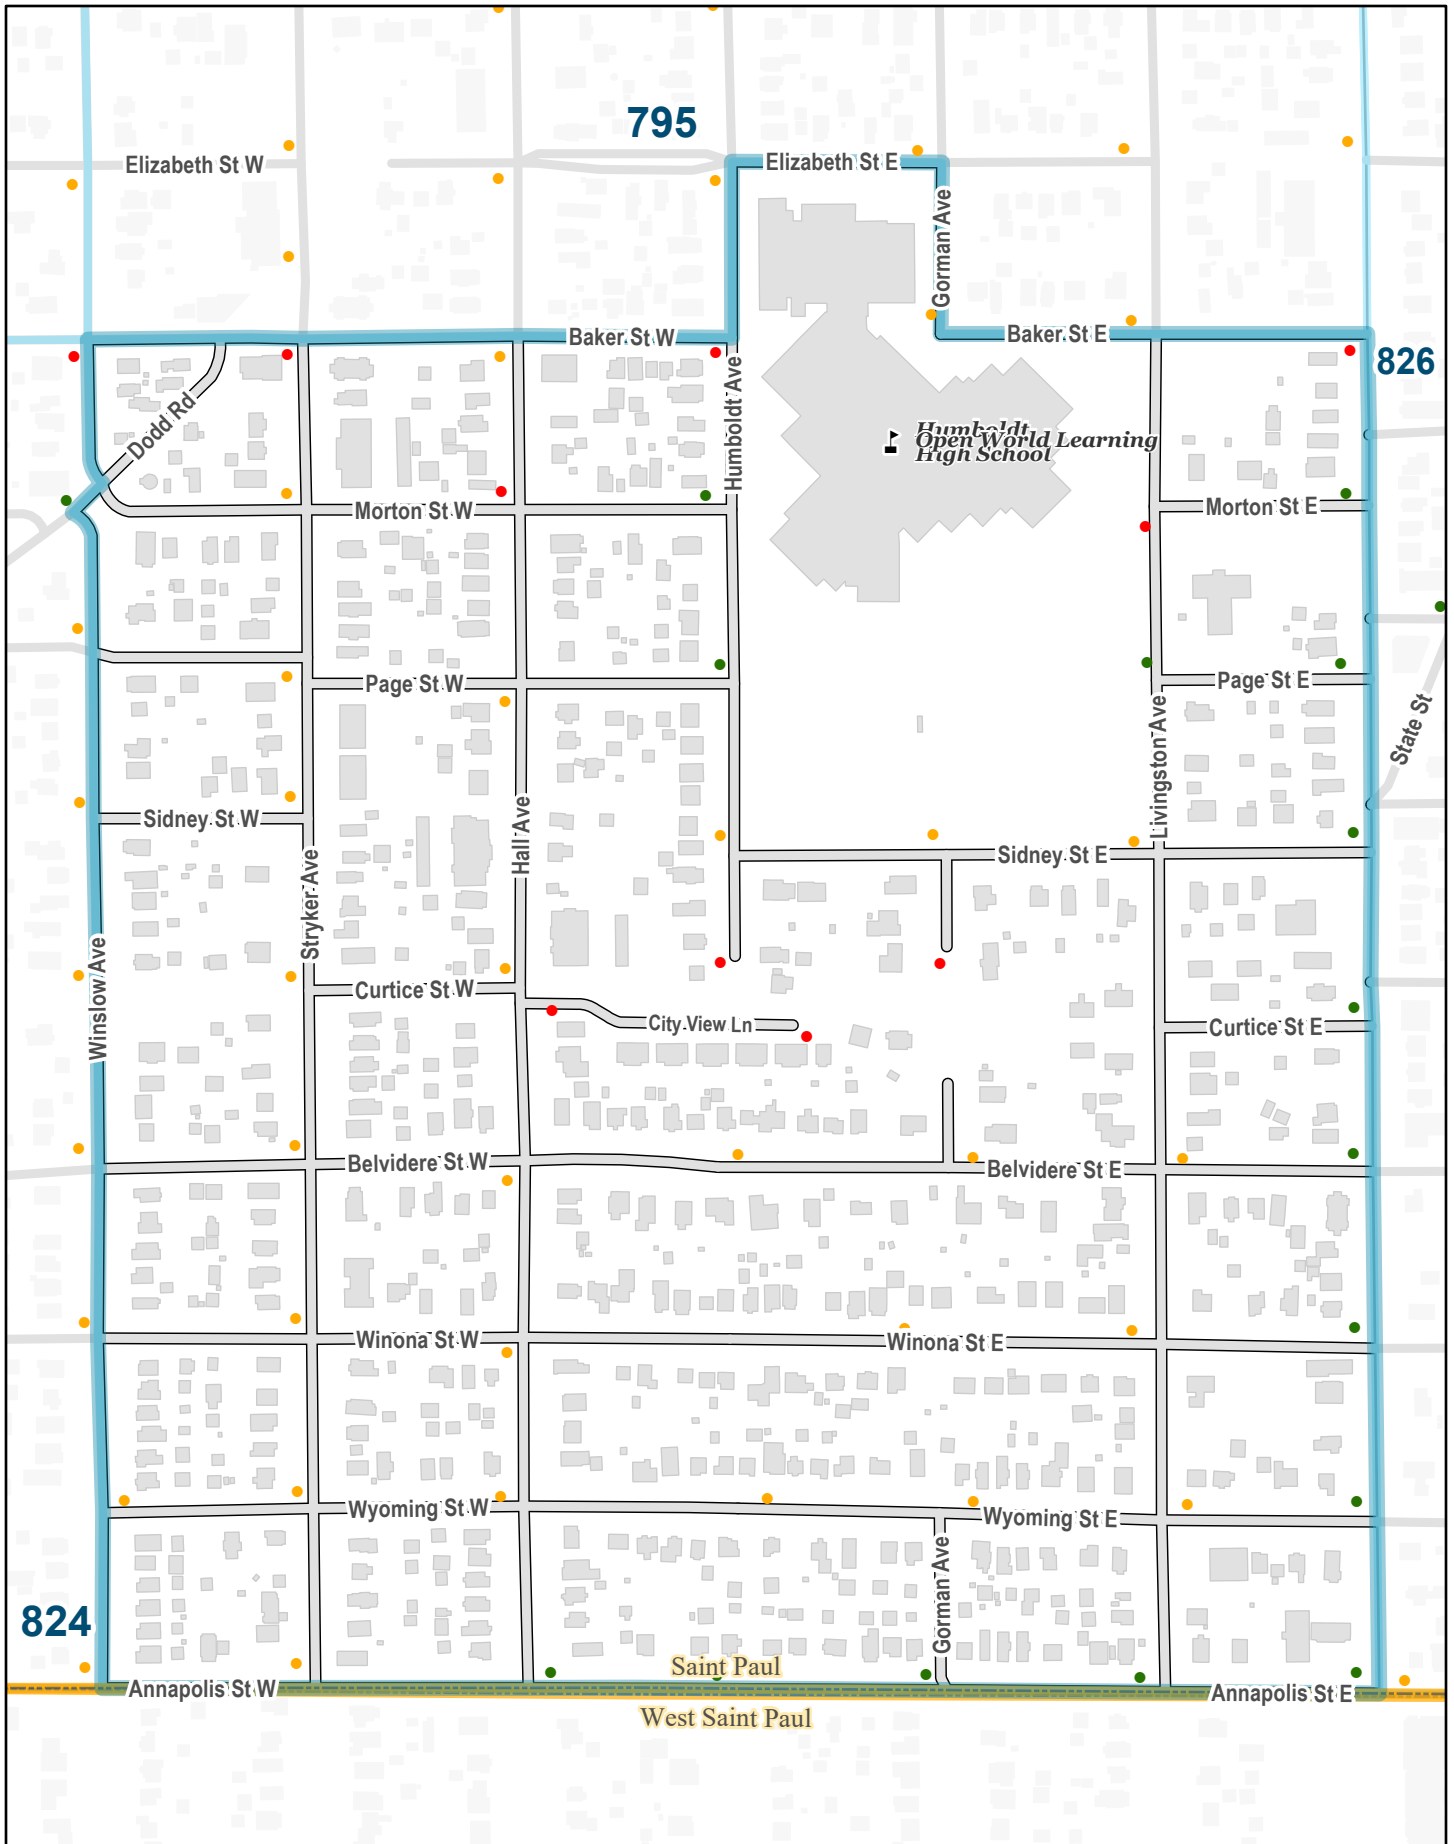 795
Elizabeth St W
Elizabeth St E
Gorman Ave
Baker St W
Baker St E
826
Humboldt Ave
Dodd Rd
Humboldt
Open World Learning
High School
Morton St W
Morton St E
Page St W
Page St E
State St
Livingston Ave
Sidney St W
Hall Ave
Sidney St E
Stryker Ave
Winslow Ave
Curtice St W
City View Ln
Curtice St E
Belvidere St W
Belvidere St E
Winona St W
Winona St E
Wyoming St W
Wyoming St E
Gorman Ave
824
Saint Paul
Annapolis St W
Annapolis St E
West Saint Paul